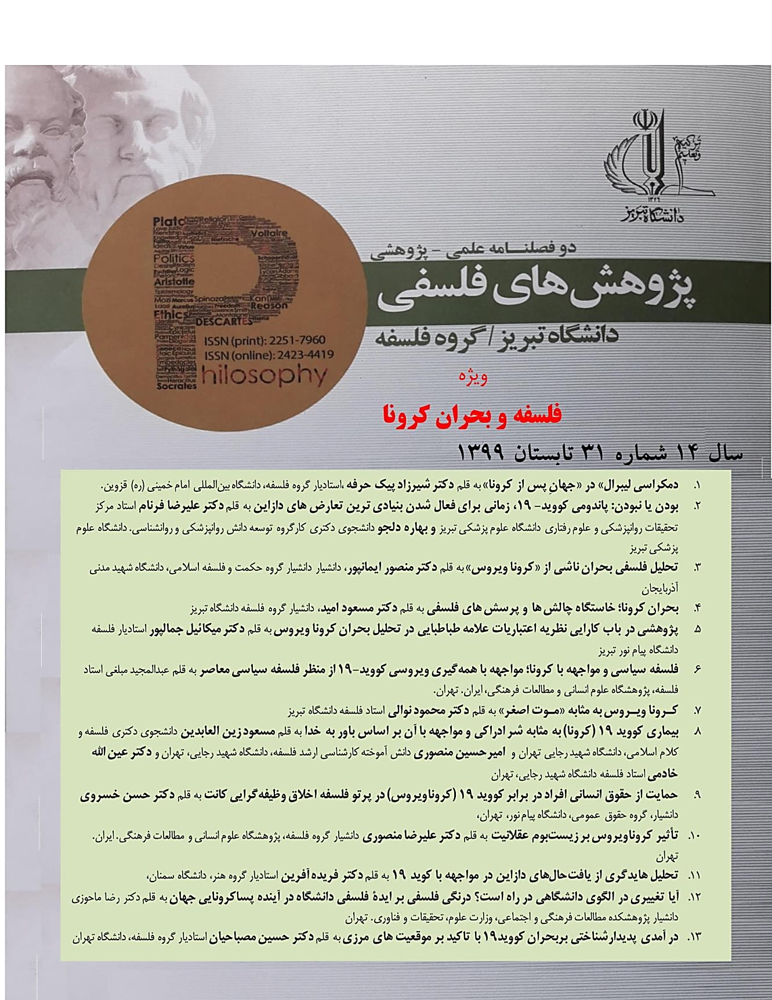 تزکیه
و تعلیم
۱۳۲۶
دانشگاه تبریز
دو فصلنامه علمی - پژوهشی
پژوهش‌های فلسفی
دانشگاه تبریز / گروه فلسفه
Plato
Religion
Voltaire
Nietzsche
Virtue
Politics
Schopenhauer
Logic
Aristotle
Epistemology
Mozi Marcus Spinoza Kant
Freedom Reason
Ethics
DESCARTES Hume
ISSN (print): 2251-7960
ISSN (online): 2423-4419
Philosophy
Socrates
ویژه
فلسفه و بحران کرونا
سال ۱۴ شماره ۳۱ تابستان ۱۳۹۹
۱. دمکراسی لیبرال» در «جهانِ پس از کرونا» به قلم دکتر شیرزاد پیک حرفه ،استادیار گروه فلسفه، دانشگاه بین‌المللی امام خمینی (ره) قزوین.
۲. بودن یا نبودن: پاندومی کووید- ۱۹، زمانی برای فعال شدن بنیادی ترین تعارض های دازاین به قلم دکتر علیرضا فرنام استاد مرکز
تحقیقات روانپزشکی و علوم رفتاری دانشگاه علوم پزشکی تبریز و بهاره دلجو دانشجوی دکتری کارگروه توسعه دانش روانپزشکی و روانشناسی. دانشگاه علوم
پزشکی تبریز
۳. تحلیل فلسفی بحران ناشی از «کرونا ویروس» به قلم دکتر منصور ایمانپور، دانشیار دانشیار گروه حکمت و فلسفه اسلامی، دانشگاه شهید مدنی
آذربایجان
۴. بحران کرونا؛ خاستگاه چالش ها و پرسش های فلسفی به قلم دکتر مسعود امید، دانشیار گروه فلسفه دانشگاه تبریز
۵. پژوهشی در باب کارایی نظریه اعتباریات علامه طباطبایی در تحلیل بحران کرونا ویروس به قلم دکتر میکائیل جمالپور استادیار فلسفه
دانشگاه پیام نور تبریز
۶. فلسفه سیاسی و مواجهه با کرونا؛ مواجهه با همه‌گیری ویروسی کووید-۱۹ از منظر فلسفه سیاسی معاصر به قلم عبدالمجید مبلغی استاد
فلسفه، پژوهشگاه علوم انسانی و مطالعات فرهنگی، ایران. تهران.
۷. کـرونا ویـروس به مثابه «مـوت اصغر» به قلم دکتر محمود نوالی استاد فلسفه دانشگاه تبریز
۸. بیماری کووید ۱۹ (کرونا) به مثابه شر ادراکی و مواجهه با آن بر اساس باور به خدا به قلم مسعود زین العابدین دانشجوی دکتری فلسفه و
کلام اسلامی، دانشگاه شهید رجایی تهران و امیرحسین منصوری دانش آموخته کارشناسی ارشد فلسفه، دانشگاه شهید رجایی، تهران و دکتر عین الله
خادمی استاد فلسفه دانشگاه شهید رجایی، تهران
۹. حمایت از حقوق انسانی افراد در برابر کووید ۱۹ (کروناویروس) در پرتو فلسفه اخلاق وظیفه‌گرایی کانت به قلم دکتر حسن خسروی
دانشیار، گروه حقوق عمومی، دانشگاه پیام‌نور، تهران،
۱۰. تأثیر کروناویروس بر زیست‌بوم عقلانیت به قلم دکتر علیرضا منصوری دانشیار گروه فلسفه، پژوهشگاه علوم انسانی و مطالعات فرهنگی. ایران.
تهران
۱۱. تحلیل هایدگری از یافت‌حال‌های دازاین در مواجهه با کوید ۱۹ به قلم دکتر فریده آفرین استادیار گروه هنر، دانشگاه سمنان،
۱۲. آیا تغییری در الگوی دانشگاهی در راه است؟ درنگی فلسفی بر ایدۀ فلسفی دانشگاه در آینده پساکرونایی جهان به قلم دکتر رضا ماحوزی
دانشیار پژوهشکده مطالعات فرهنگی و اجتماعی، وزارت علوم، تحقیقات و فناوری. تهران
۱۳. درآمدی پدیدارشناختی بربحران کووید۱۹ با تاکید بر موقعیت های مرزی به قلم دکتر حسین مصباحیان استادیار گروه فلسفه، دانشگاه تهران